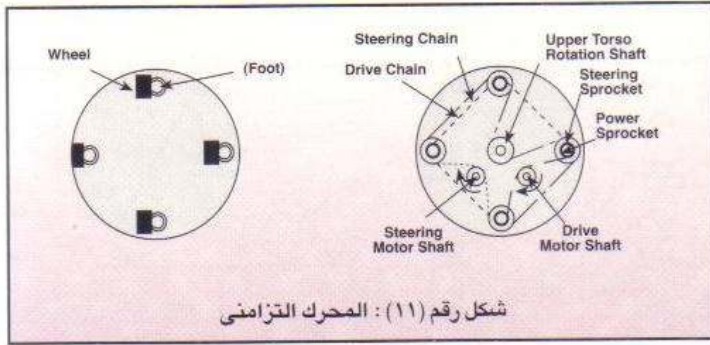 Wheel
(Foot)
Steering Chain
Drive Chain
Upper Torso
Rotation Shaft
Steering
Sprocket
Power
Sprocket
Steering
Motor Shaft
Drive
Motor Shaft
شكل رقم (١١) : المحرك التزامنى